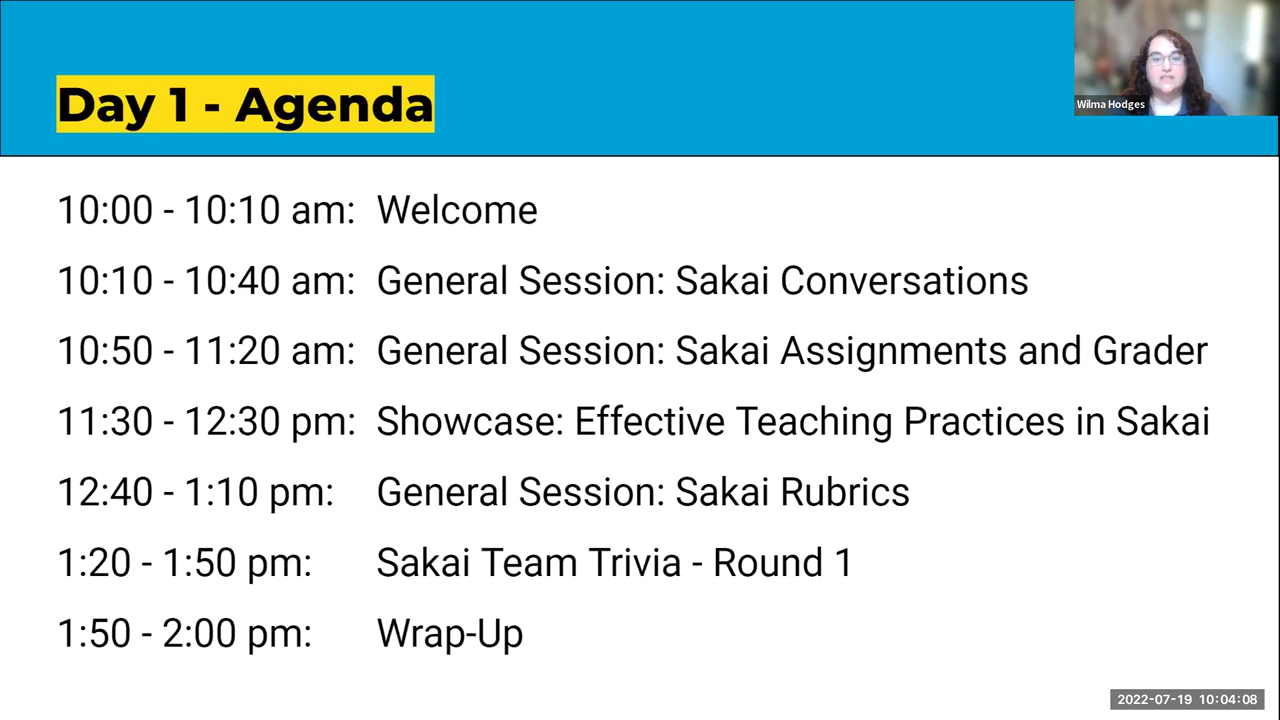 Wilma Hodges
Day 1 - Agenda
10:00 - 10:10 am: Welcome
10:10 - 10:40 am: General Session: Sakai Conversations
10:50 - 11:20 am: General Session: Sakai Assignments and Grader
11:30 - 12:30 pm: Showcase: Effective Teaching Practices in Sakai
12:40 - 1:10 pm: General Session: Sakai Rubrics
1:20 - 1:50 pm: Sakai Team Trivia - Round 1
1:50 - 2:00 pm: Wrap-Up
2022-07-19 10:04:08